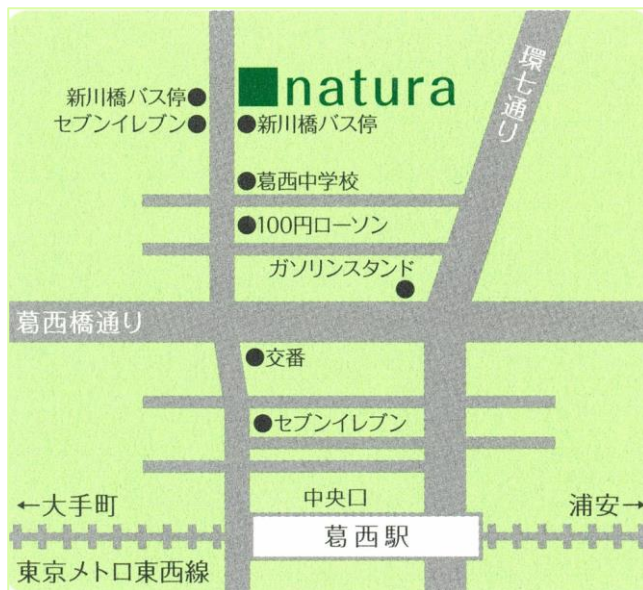 natura
環七通り
新川橋バス停
セブンイレブン
新川橋バス停
葛西中学校
100円ローソン
ガソリンスタンド
葛西橋通り
交番
セブンイレブン
←大手町
中央口
浦安→
葛西駅
東京メトロ東西線